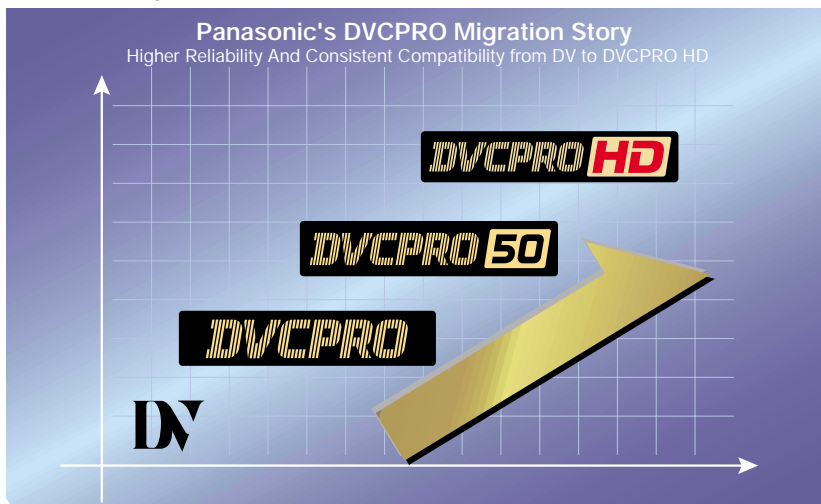 Panasonic's DVCPRO Migration Story
Higher Reliability And Consistent Compatibility from DV to DVCPRO HD
DVCPRO HD
DVCPRO 50
DVCPRO
DV